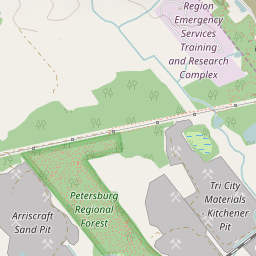 Region
Emergency
Services
Training
and Research
Complex
Tri City
Materials
Kitchener
Pit
Petersburg
Regional
Forest
Arriscraft
Sand Pit